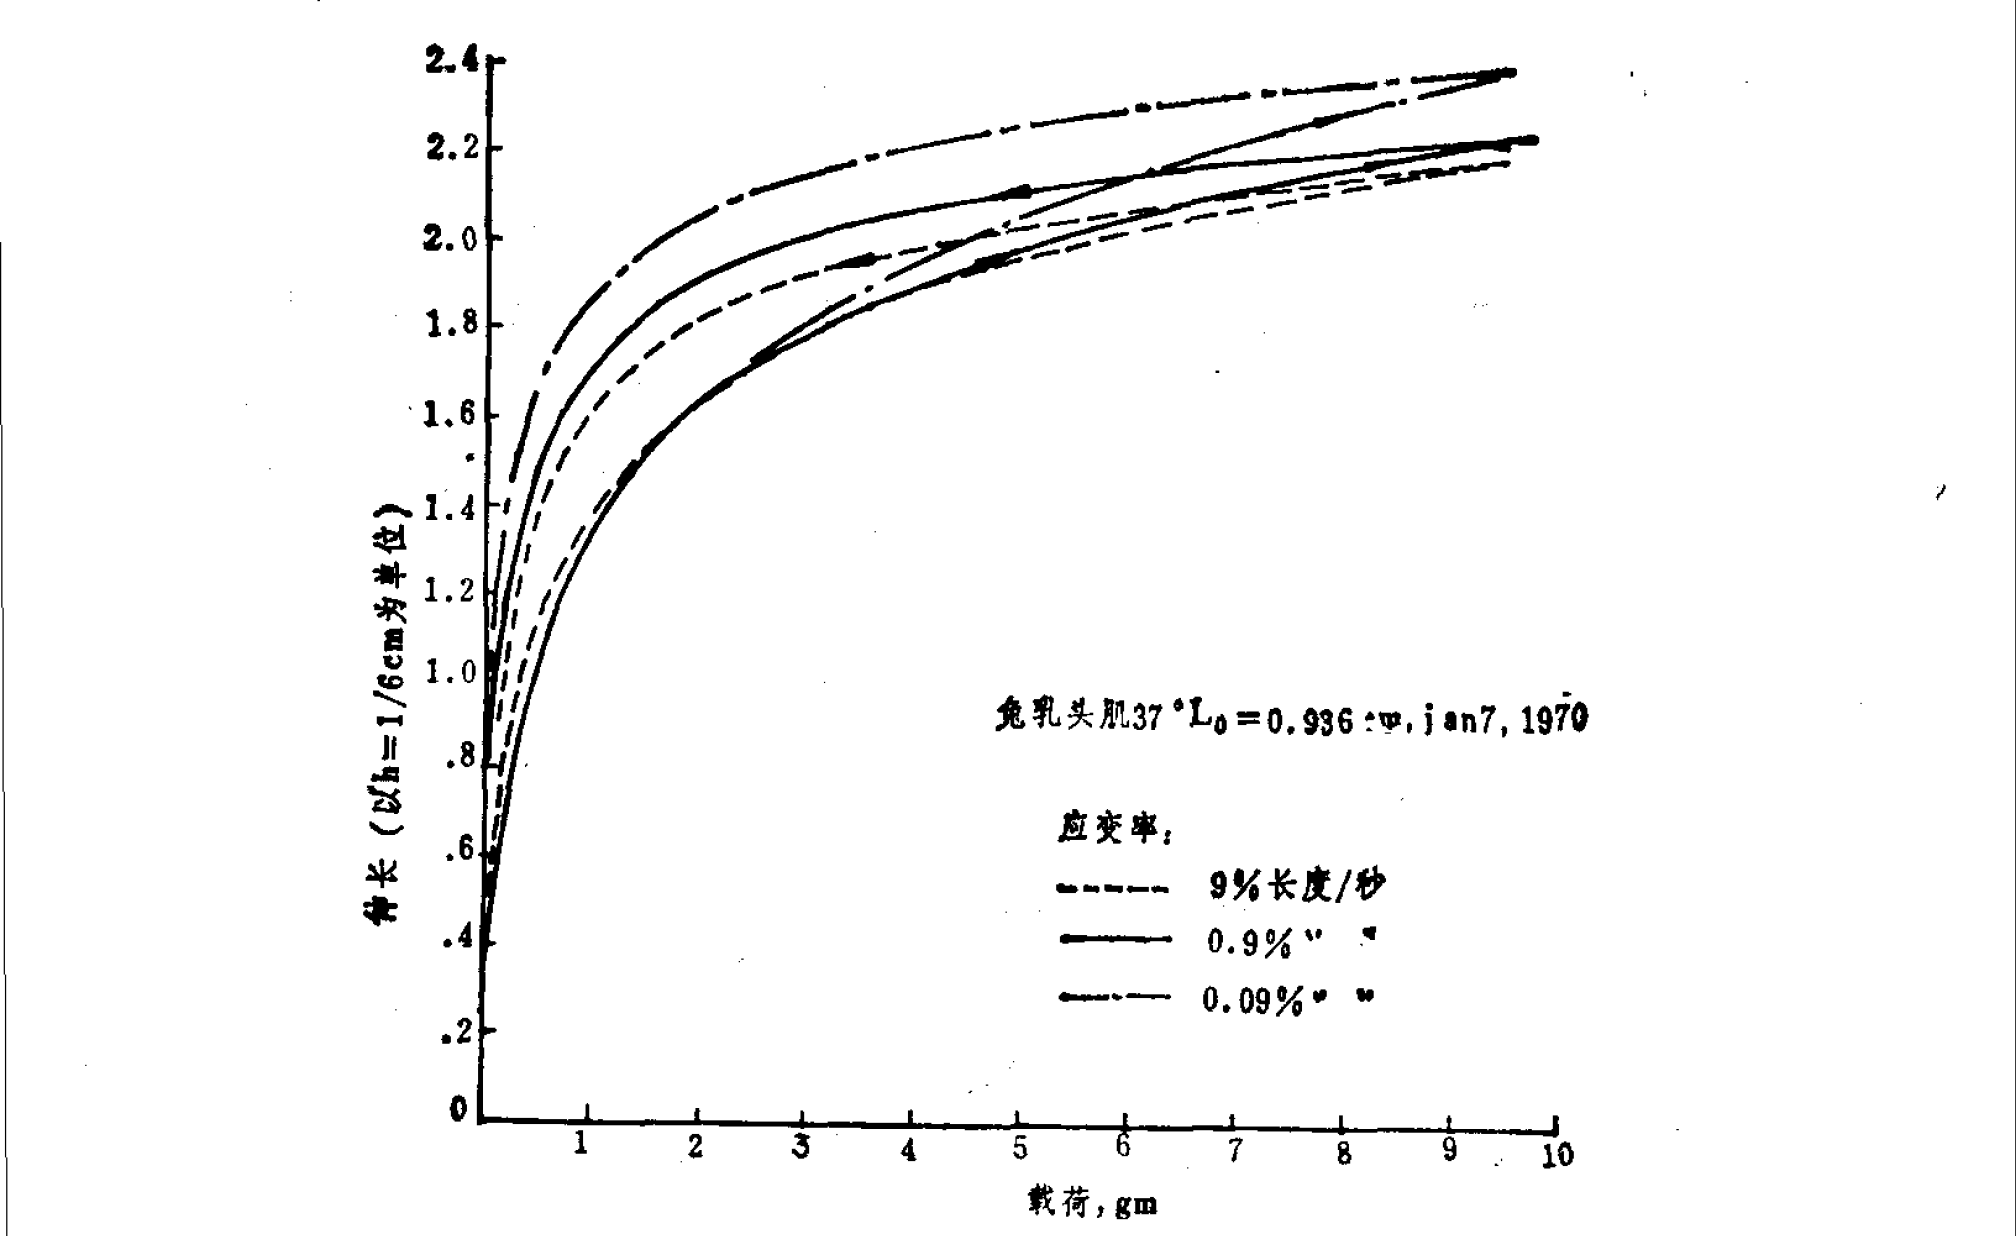 2.4
2.2
2.0
1.8
1.6
1.4
1.2
1.0
.8
.6
.4
.2
0
伸长（以h=1/6cm为单位）
兔乳头肌37°L₀=0.936 cm, jan7, 1970
应变率：
9%长度/秒
0.9% " "
0.09% " "
1 2 3 4 5 6 7 8 9 10
载荷, gm